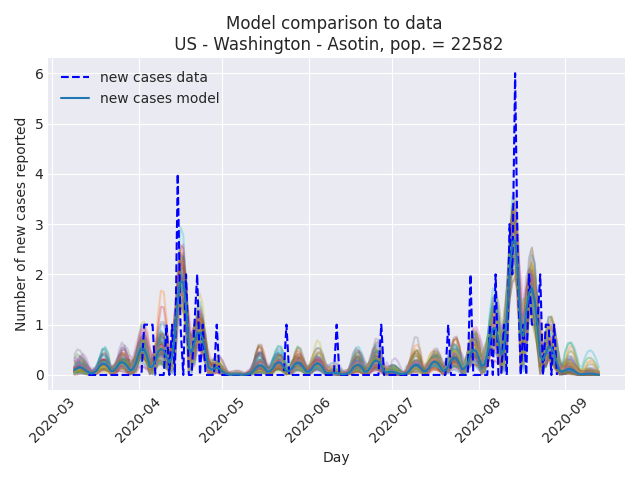 Model comparison to data
US - Washington - Asotin, pop. = 22582
new cases data
new cases model
Number of new cases reported
6
5
4
3
2
1
0
2020-03
2020-04
2020-05
2020-06
2020-07
2020-08
2020-09
Day